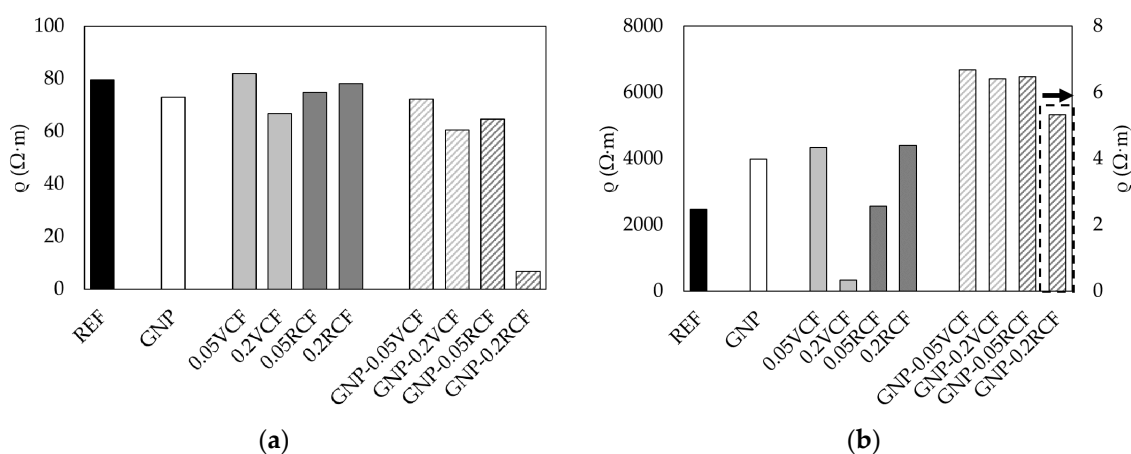 100
80
60
40
20
0
ϱ (Ω·m)
REF
GNP
0.05VCF
0.2VCF
0.05RCF
0.2RCF
GNP-0.05VCF
GNP-0.2VCF
GNP-0.05RCF
GNP-0.2RCF
(a)
8000
6000
4000
2000
0
ϱ (Ω·m)
8
6
4
2
0
ϱ (Ω·m)
REF
GNP
0.05VCF
0.2VCF
0.05RCF
0.2RCF
GNP-0.05VCF
GNP-0.2VCF
GNP-0.05RCF
GNP-0.2RCF
(b)